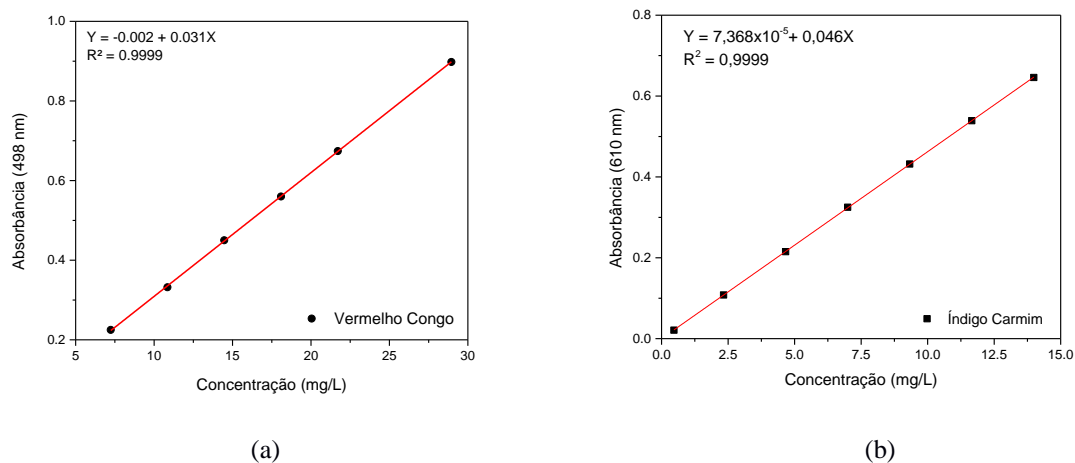 Y = -0.002 + 0.031X
R² = 0.9999
1.0
0.8
0.6
0.4
0.2
5
10
15
20
25
30
Absorbância (498 nm)
Concentração (mg/L)
Vermelho Congo
(a)
Y = 7,368x10⁻⁵+ 0,046X
R² = 0,9999
0.8
0.6
0.4
0.2
0.0
0.0
2.5
5.0
7.5
10.0
12.5
15.0
Absorbância (610 nm)
Concentração (mg/L)
Índigo Carmim
(b)